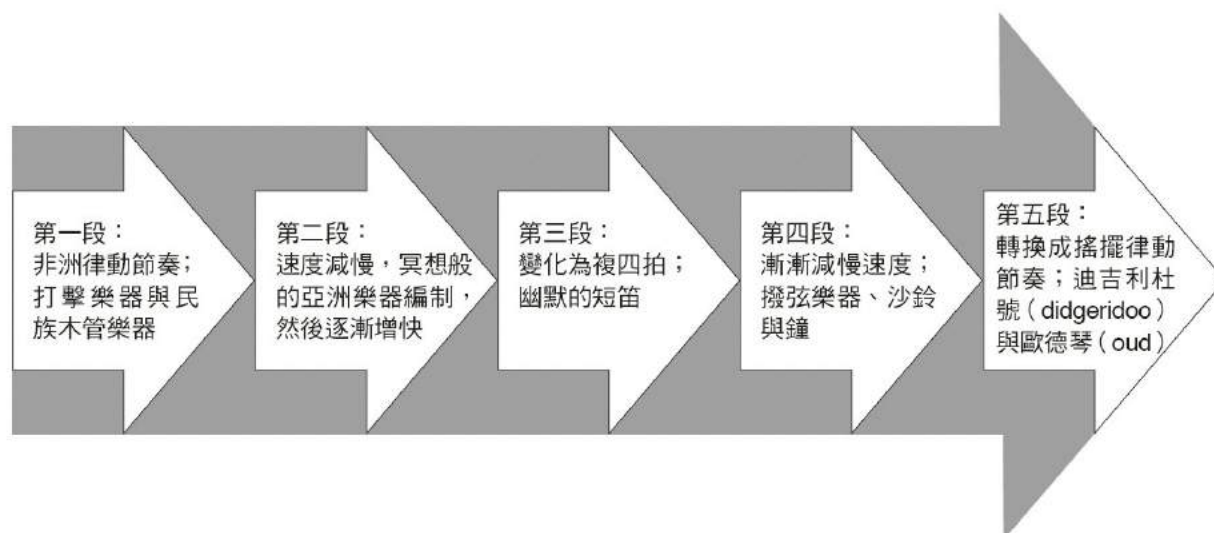 第一段：
非洲律動節奏；
打擊樂器與民
族木管樂器
第二段：
速度減慢，冥想般
的亞洲樂器編制，
然後逐漸增快
第三段：
變化為複四拍；
幽默的短笛
第四段：
漸漸減慢速度；
撥弦樂器、沙鈴
與鐘
第五段：
轉換成搖擺律動
節奏；迪吉利杜
號（didgeridoo）
與歐德琴（oud）